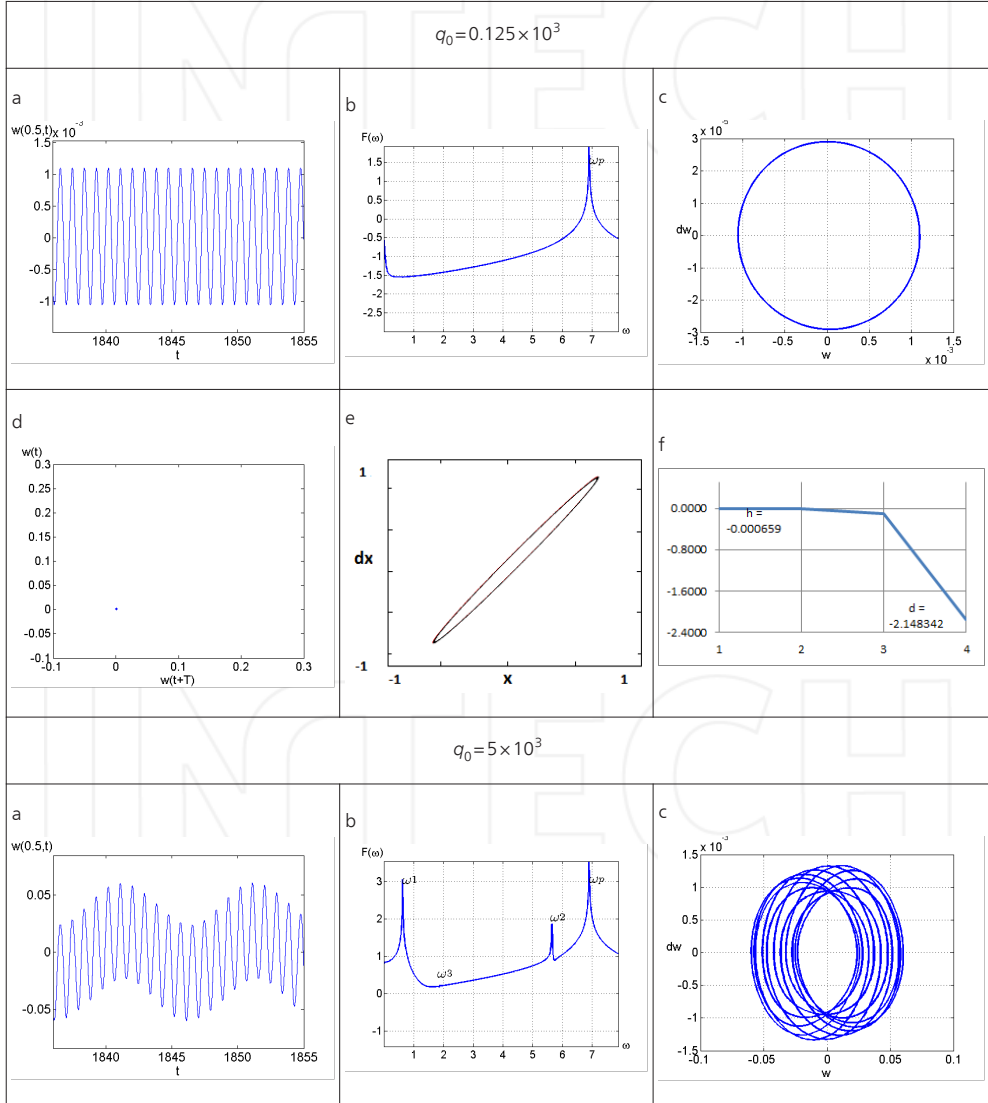 INTECH
q₀=0.125×10³
a
w(0.5,t) x 10⁻³
1.5
1
0.5
0
-0.5
-1
1840 1845 1850 1855
t
b
F(ω)
1.5
1
0.5
0
-0.5
-1
-1.5
-2
-2.5
ωp
1 2 3 4 5 6 7 ω
c
x 10⁻⁵
3
2
1
dw 0
-1
-2
-3
-1.5 -1 -0.5 0 0.5 1 1.5
w x 10⁻³
d
w(t)
0.3
0.25
0.2
0.15
0.1
0.05
0
-0.05
-0.1
-0.1 0 0.1 0.2 0.3
w(t+T)
e
1
dx
-1
-1 x 1
f
0.0000
-0.8000
-1.6000
-2.4000
h =
-0.000659
d =
-2.148342
1 2 3 4
INTECH
q₀=5×10³
a
w(0.5,t)
0.05
0
-0.05
1840 1845 1850 1855
t
b
F(ω)
3
2
1
0
-1
ω1
ω3
ω2
ωp
1 2 3 4 5 6 7 ω
c
x 10⁻³
1.5
1
0.5
dw 0
-0.5
-1
-1.5
-0.1 -0.05 0 0.05 0.1
w